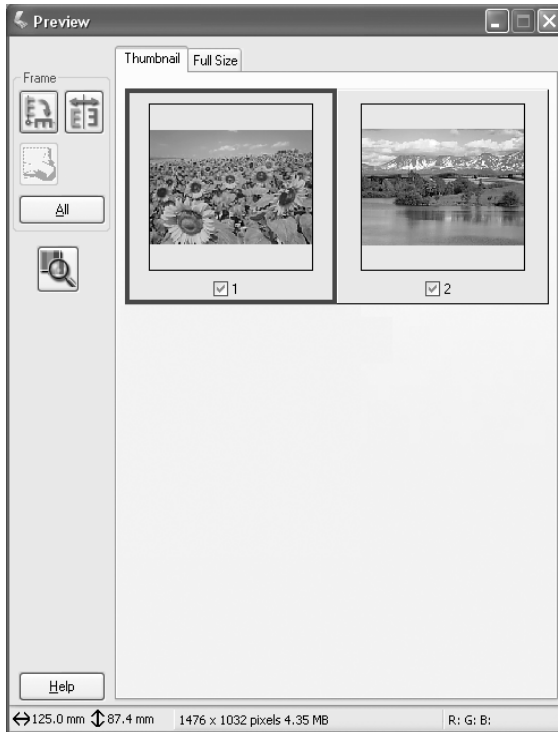 Preview
Thumbnail Full Size
Frame
All
1 2
Help
125.0 mm 87.4 mm 1476 x 1032 pixels 4.35 MB R: G: B: